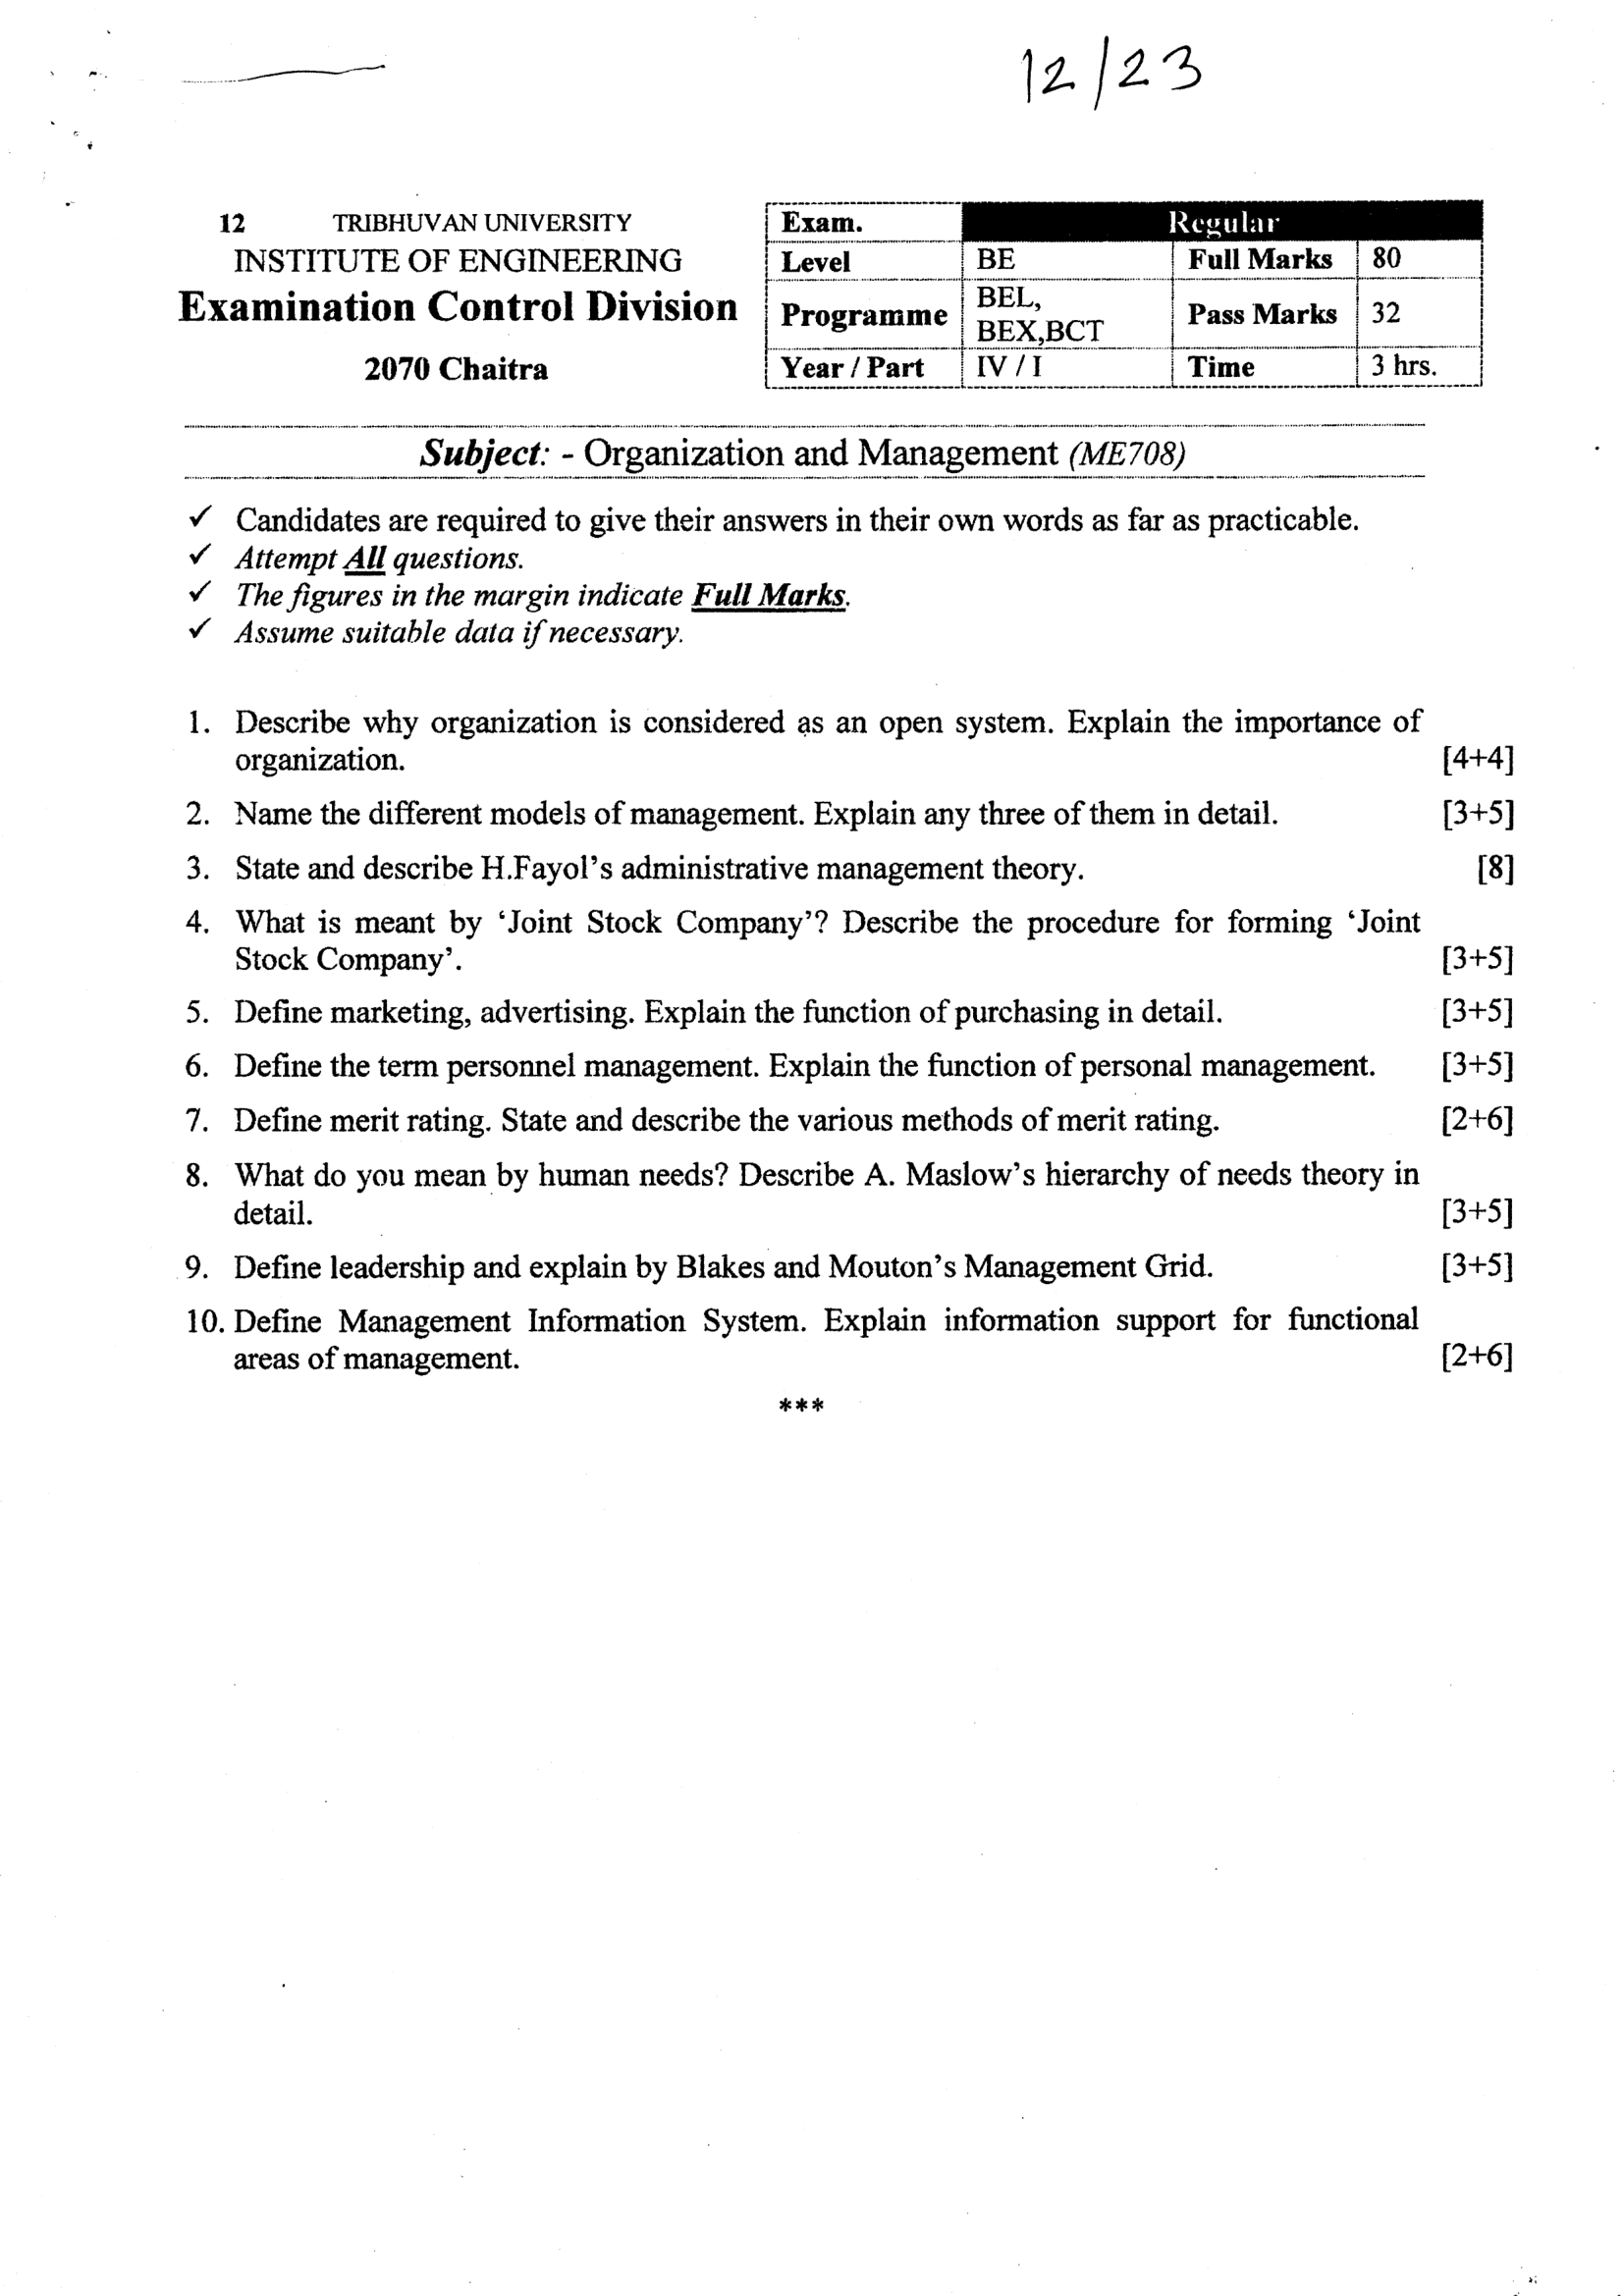 12/23
12 TRIBHUVAN UNIVERSITY
INSTITUTE OF ENGINEERING
Examination Control Division
2070 Chaitra
Exam. Regular
Level BE Full Marks 80
Programme BEL, BEX,BCT Pass Marks 32
Year / Part IV / I Time 3 hrs.
Subject: - Organization and Management (ME708)
✓ Candidates are required to give their answers in their own words as far as practicable.
✓ Attempt All questions.
✓ The figures in the margin indicate Full Marks.
✓ Assume suitable data if necessary.
1. Describe why organization is considered as an open system. Explain the importance of
organization. [4+4]
2. Name the different models of management. Explain any three of them in detail. [3+5]
3. State and describe H.Fayol's administrative management theory. [8]
4. What is meant by 'Joint Stock Company'? Describe the procedure for forming 'Joint
Stock Company'. [3+5]
5. Define marketing, advertising. Explain the function of purchasing in detail. [3+5]
6. Define the term personnel management. Explain the function of personal management. [3+5]
7. Define merit rating. State and describe the various methods of merit rating. [2+6]
8. What do you mean by human needs? Describe A. Maslow's hierarchy of needs theory in
detail. [3+5]
9. Define leadership and explain by Blakes and Mouton's Management Grid. [3+5]
10. Define Management Information System. Explain information support for functional
areas of management. [2+6]
***